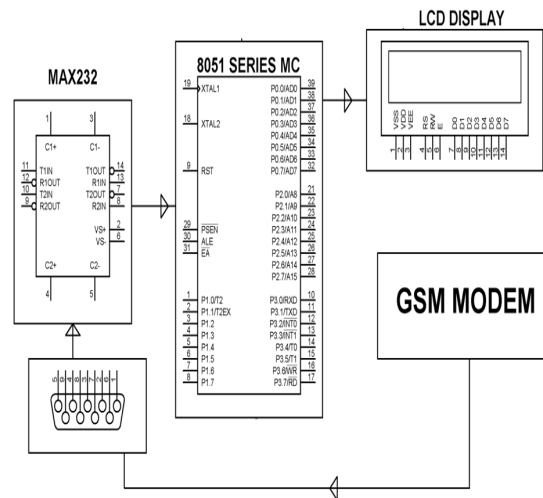 LCD DISPLAY
8051 SERIES MC
MAX232
19 XTAL1 P0.0/AD0 39
P0.1/AD1 38
P0.2/AD2 37
18 XTAL2 P0.3/AD3 36
P0.4/AD4 35
P0.5/AD5 34
P0.6/AD6 33
9 RST P0.7/AD7 32
P2.0/A8 21
P2.1/A9 22
P2.2/A10 23
29 PSEN P2.3/A11 24
30 ALE P2.4/A12 25
31 EA P2.5/A13 26
P2.6/A14 27
P2.7/A15 28
1 P1.0/T2 P3.0/RXD 10
2 P1.1/T2EX P3.1/TXD 11
3 P1.2 P3.2/INT0 12
4 P1.3 P3.3/INT1 13
5 P1.4 P3.4/T0 14
6 P1.5 P3.5/T1 15
7 P1.6 P3.6/WR 16
8 P1.7 P3.7/RD 17
1 3
C1+ C1-
11 T1IN T1OUT 14
12 R1OUT R1IN 13
10 T2IN T2OUT 7
9 R2OUT R2IN 8
VS+ 2
VS- 6
C2+ C2-
4 5
VSS VDD VEE RS RW E D0 D1 D2 D3 D4 D5 D6 D7
1 2 3 4 5 6 7 8 9 10 11 12 13 14
GSM MODEM
5 9 4 8 3 7 2 6 1